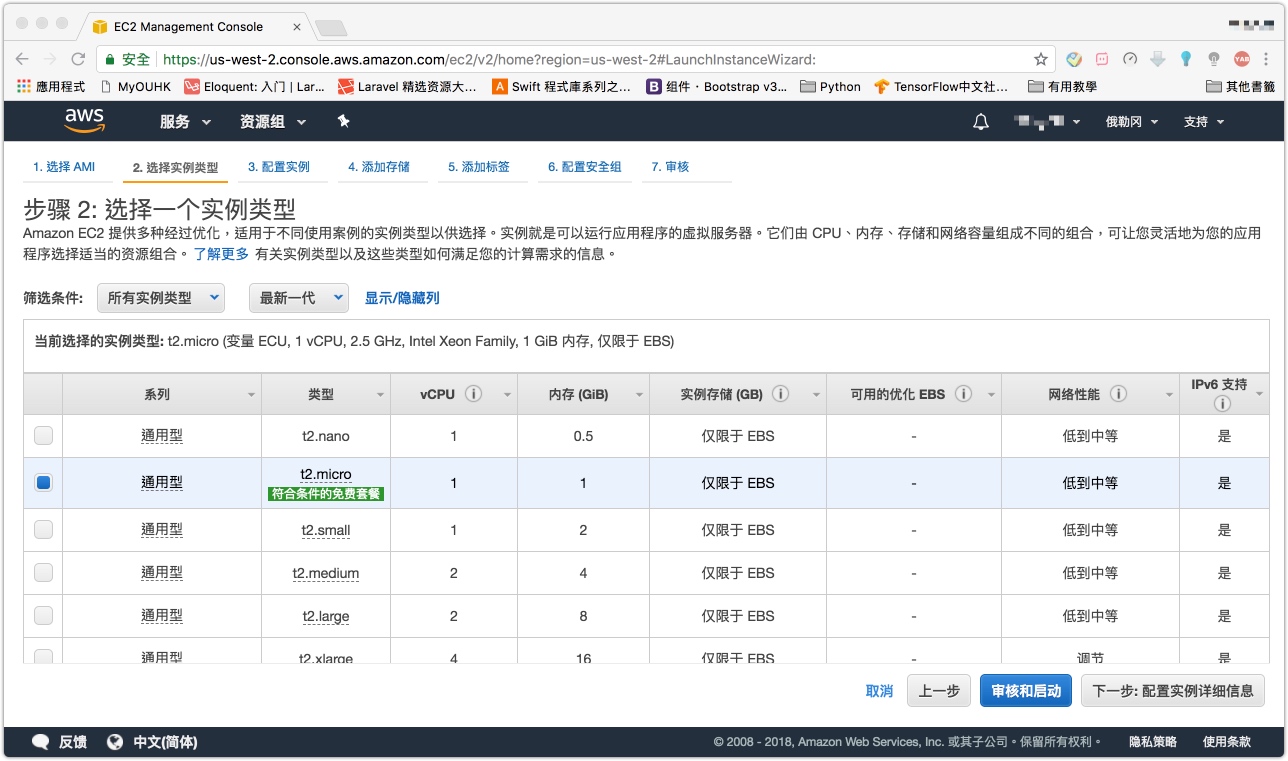 EC2 Management Console
安全 https://us-west-2.console.aws.amazon.com/ec2/v2/home?region=us-west-2#LaunchInstanceWizard:
應用程式 MyOUHK Eloquent: 入门 | Lar... Laravel 精选资源大... Swift 程式庫系列之... 组件 · Bootstrap v3... Python TensorFlow中文社... 有用教學 其他書籤
aws 服务 资源组 俄勒冈 支持
1. 选择 AMI 2. 选择实例类型 3. 配置实例 4. 添加存储 5. 添加标签 6. 配置安全组 7. 审核
步骤 2: 选择一个实例类型
Amazon EC2 提供多种经过优化，适用于不同使用案例的实例类型以供选择。实例就是可以运行应用程序的虚拟服务器。它们由 CPU、内存、存储和网络容量组成不同的组合，可让您灵活地为您的应用
程序选择适当的资源组合。 了解更多 有关实例类型以及这些类型如何满足您的计算需求的信息。
筛选条件: 所有实例类型 最新一代 显示/隐藏列
当前选择的实例类型: t2.micro (变量 ECU, 1 vCPU, 2.5 GHz, Intel Xeon Family, 1 GiB 内存, 仅限于 EBS)
系列 类型 vCPU 内存 (GiB) 实例存储 (GB) 可用的优化 EBS 网络性能 IPv6 支持
通用型 t2.nano 1 0.5 仅限于 EBS - 低到中等 是
通用型 t2.micro 符合条件的免费套餐 1 1 仅限于 EBS - 低到中等 是
通用型 t2.small 1 2 仅限于 EBS - 低到中等 是
通用型 t2.medium 2 4 仅限于 EBS - 低到中等 是
通用型 t2.large 2 8 仅限于 EBS - 低到中等 是
通用型 t2.xlarge 4 16 仅限于 EBS - 调节 是
取消 上一步 审核和启动 下一步: 配置实例详细信息
反馈 中文(简体) © 2008 - 2018, Amazon Web Services, Inc. 或其子公司。保留所有权利。 隐私策略 使用条款